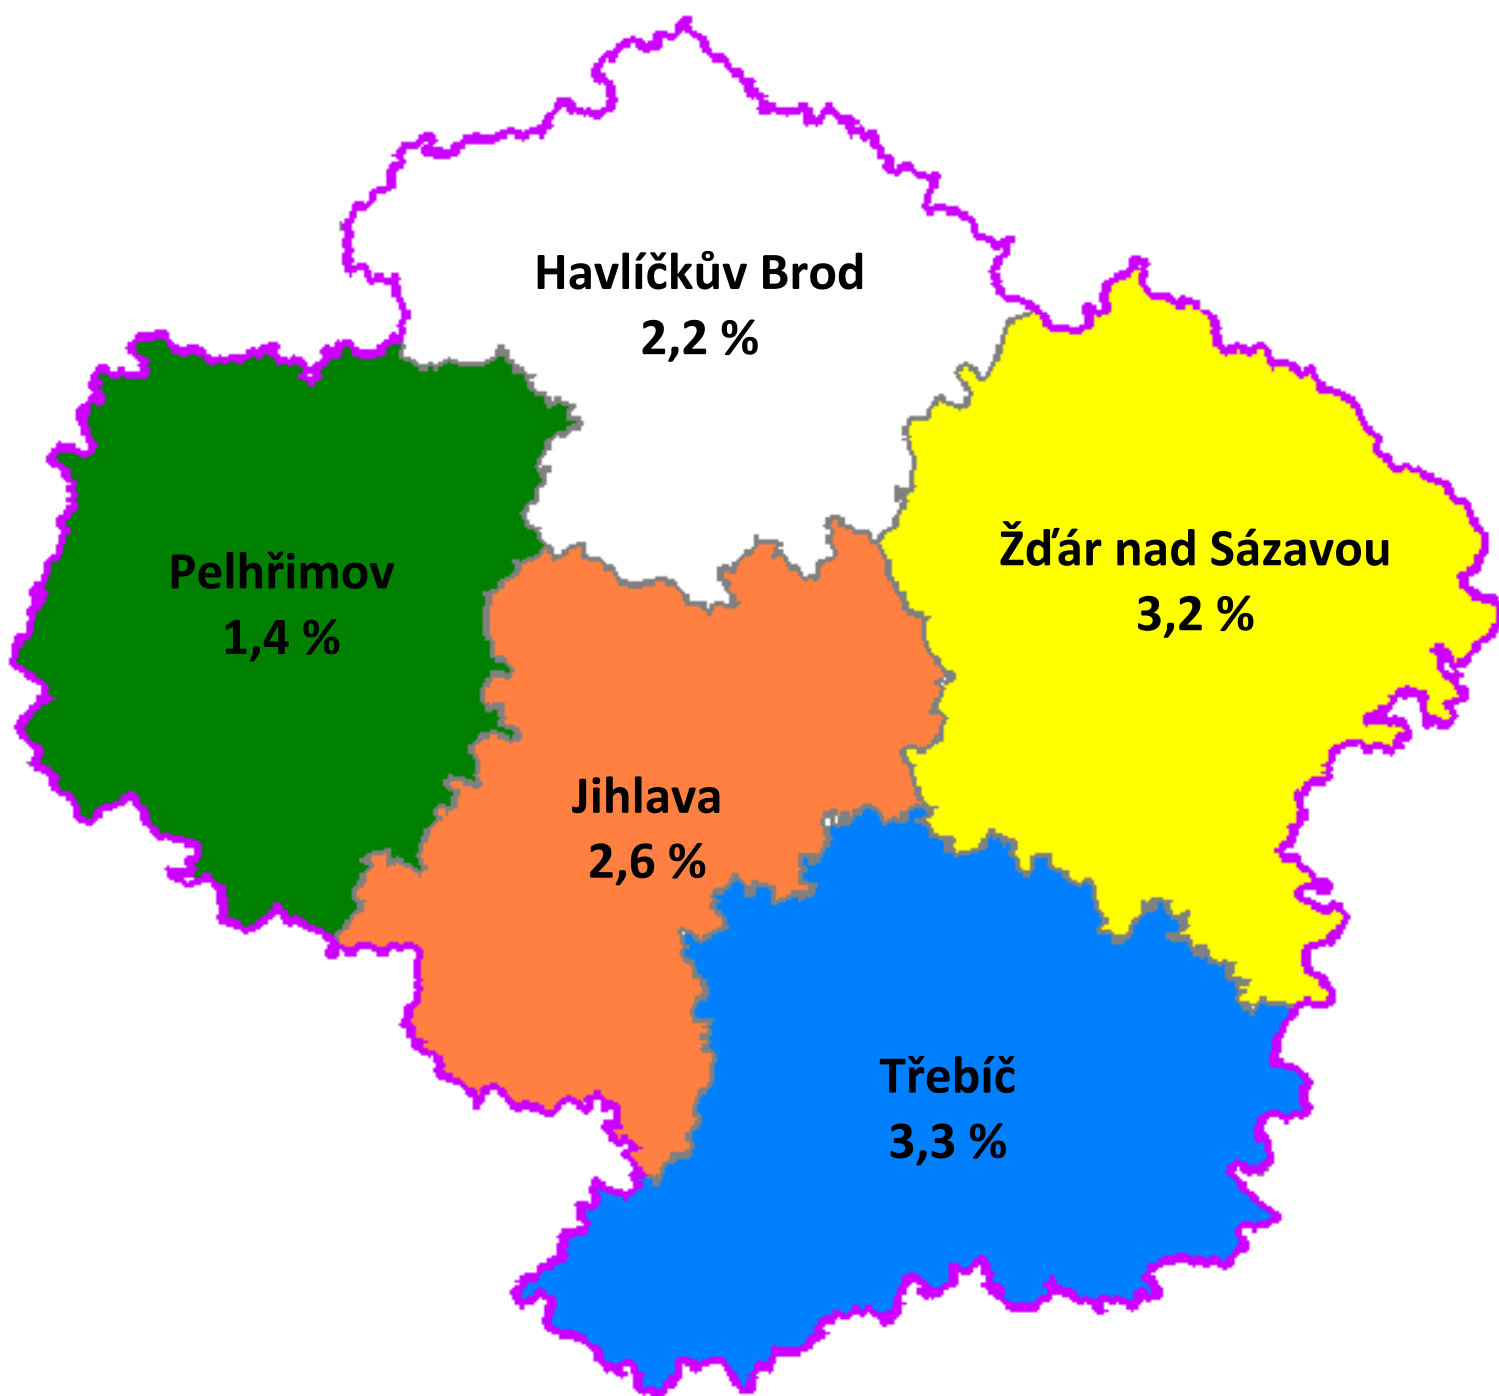 Havlíčkův Brod
2,2 %
Žďár nad Sázavou
3,2 %
Pelhřimov
1,4 %
Jihlava
2,6 %
Třebíč
3,3 %